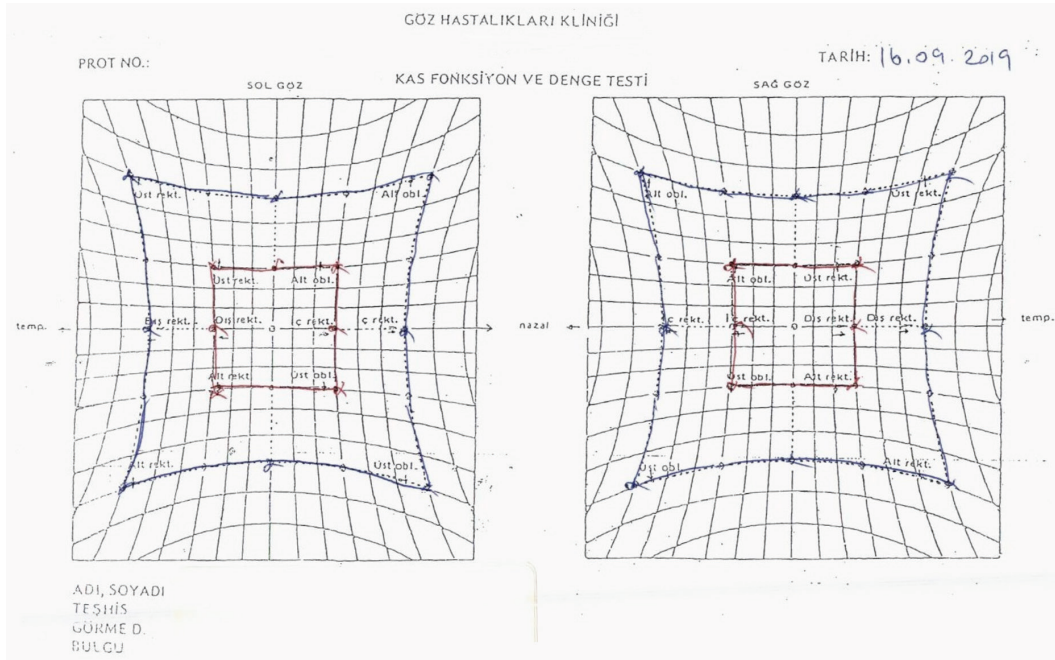 GÖZ HASTALIKLARI KLİNİĞİ
PROT NO.:
TARİH: 16.09.2019
KAS FONKSİYON VE DENGE TESTİ
SOL GÖZ
SAĞ GÖZ
Üst rekt. Alt obl.
Alt obl. Üst rekt.
Üst rekt. Alt obl.
Alt obl. Üst rekt.
temp. Dış rekt. Dış rekt. İç rekt. İç rekt. nazal İç rekt. İç rekt. Dış rekt. Dış rekt. temp.
Alt rekt. Üst obl.
Üst obl. Alt rekt.
Alt rekt. Üst obl.
Üst obl. Alt rekt.
ADI, SOYADI
TEŞHİS
GÖRME D.
BULGU